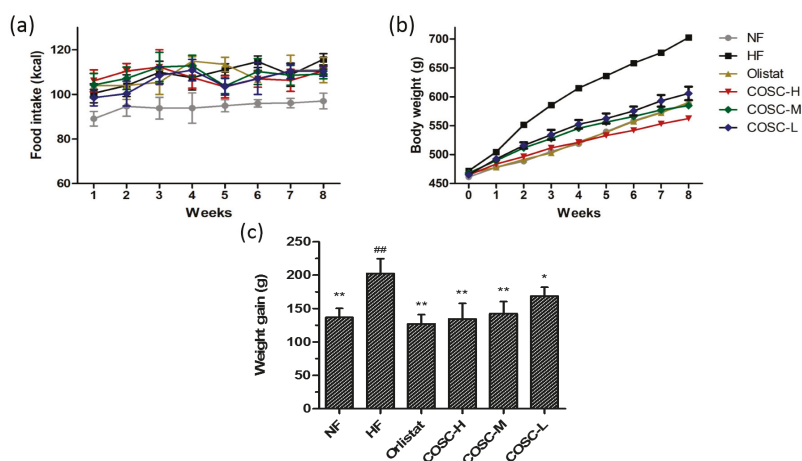 (a)
Food intake (kcal)
120
100
80
60
1 2 3 4 5 6 7 8
Weeks
(b)
Body weight (g)
700
650
600
550
500
450
0 1 2 3 4 5 6 7 8
Weeks
NF
HF
Olistat
COSC-H
COSC-M
COSC-L
(c)
Weight gain (g)
250
200
150
100
50
0
** ## ** ** ** *
NF HF Orlistat COSC-H COSC-M COSC-L